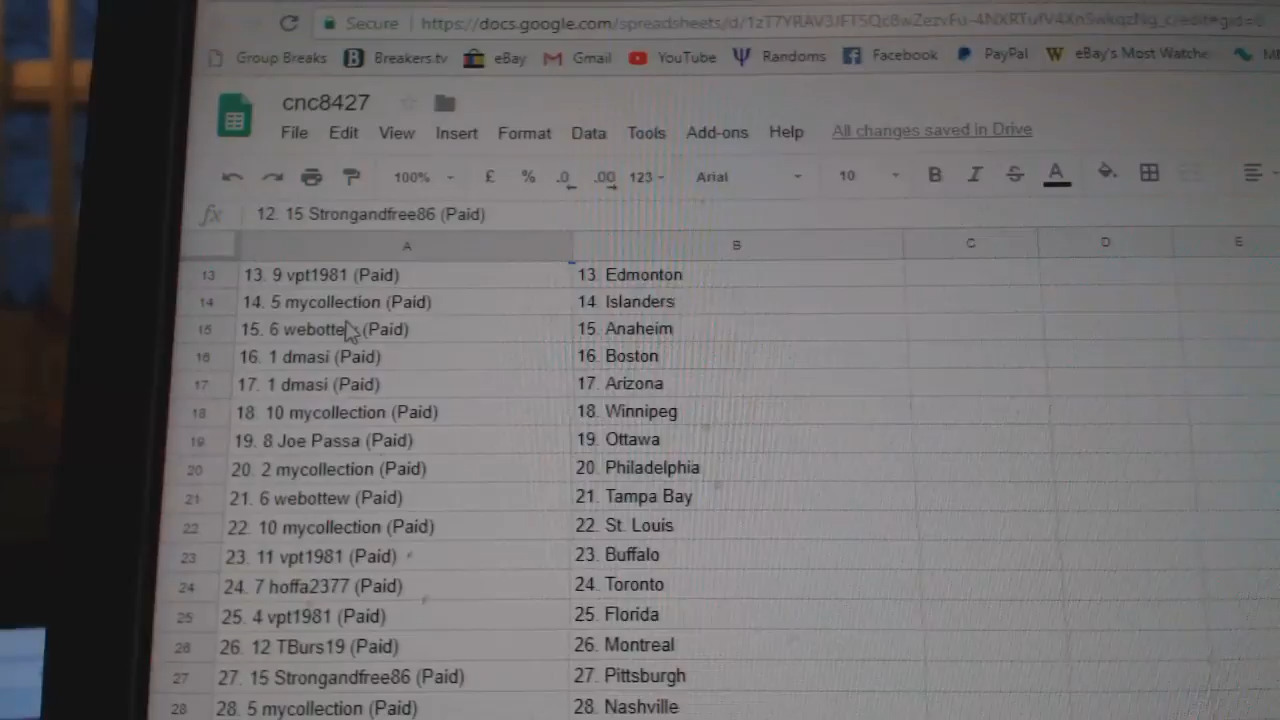 Secure https://docs.google.com/spreadsheets/d/
Group Breaks Breakers.tv eBay Gmail YouTube Randoms Facebook PayPal eBay's Most Watche
cnc8427
File Edit View Insert Format Data Tools Add-ons Help All changes saved in Drive
100% £ % .0 .00 123 Arial 10 B I S A
fx 12. 15 Strongandfree86 (Paid)
A B C D E
13 13. 9 vpt1981 (Paid) 13. Edmonton
14 14. 5 mycollection (Paid) 14. Islanders
15 15. 6 (Paid) 15. Anaheim
16 16. 1 dmasi (Paid) 16. Boston
17 17. 1 dmasi (Paid) 17. Arizona
18 18. 10 mycollection (Paid) 18. Winnipeg
19 19. 8 Joe Passa (Paid) 19. Ottawa
20 20. 2 mycollection (Paid) 20. Philadelphia
21 21. 6 webottew (Paid) 21. Tampa Bay
22 22. 10 mycollection (Paid) 22. St. Louis
23 23. 11 vpt1981 (Paid) 23. Buffalo
24 24. 7 hoffa2377 (Paid) 24. Toronto
25 25. 4 vpt1981 (Paid) 25. Florida
26 26. 12 TBurs19 (Paid) 26. Montreal
27 27. 15 Strongandfree86 (Paid) 27. Pittsburgh
28 28. 5 mycollection (Paid) 28. Nashville